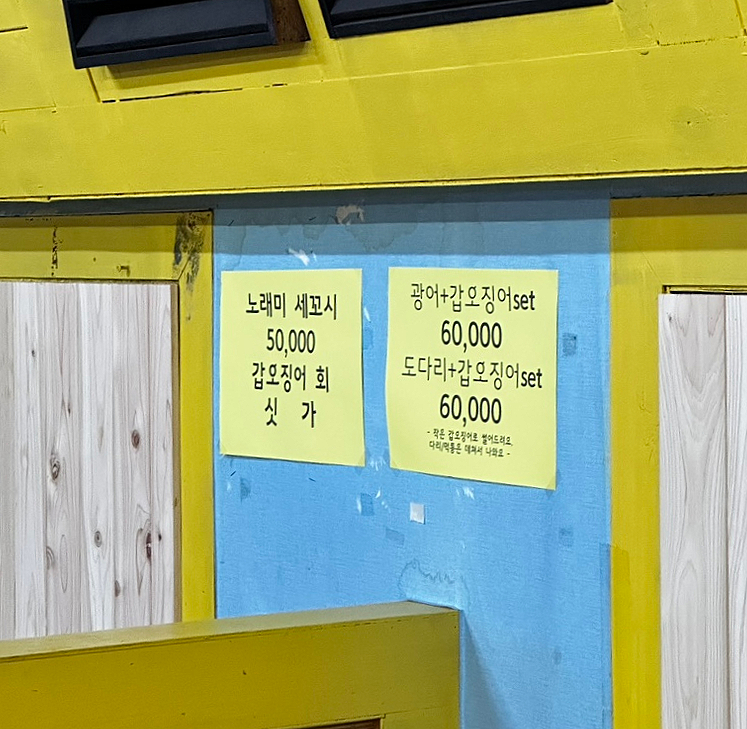 노래미 세꼬시
50,000
갑오징어 회
싯 가
광어+갑오징어set
60,000
도다리+갑오징어set
60,000
- 작은 갑오징어로 썰어드려요.
다리/먹통은 데쳐서 나와요 -